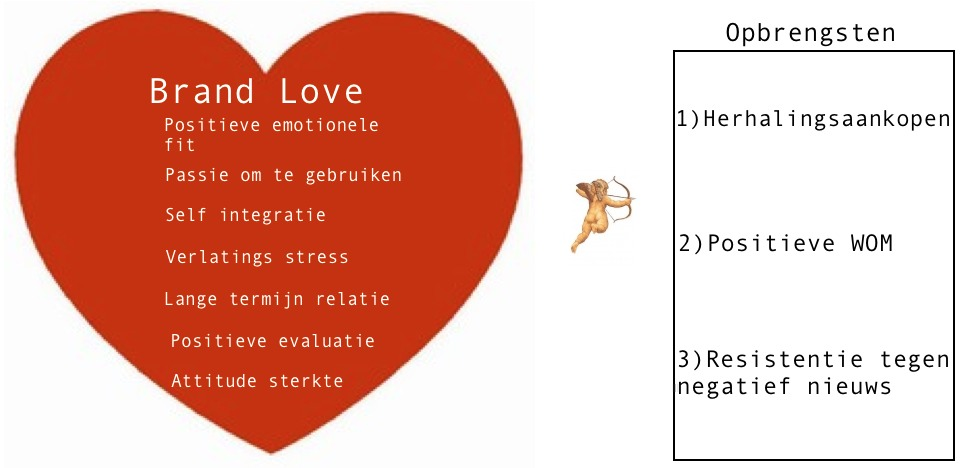 Brand Love
Positieve emotionele
fit
Passie om te gebruiken
Self integratie
Verlatings stress
Lange termijn relatie
Positieve evaluatie
Attitude sterkte
Opbrengsten
1)Herhalingsaankopen
2)Positieve WOM
3)Resistentie tegen
negatief nieuws